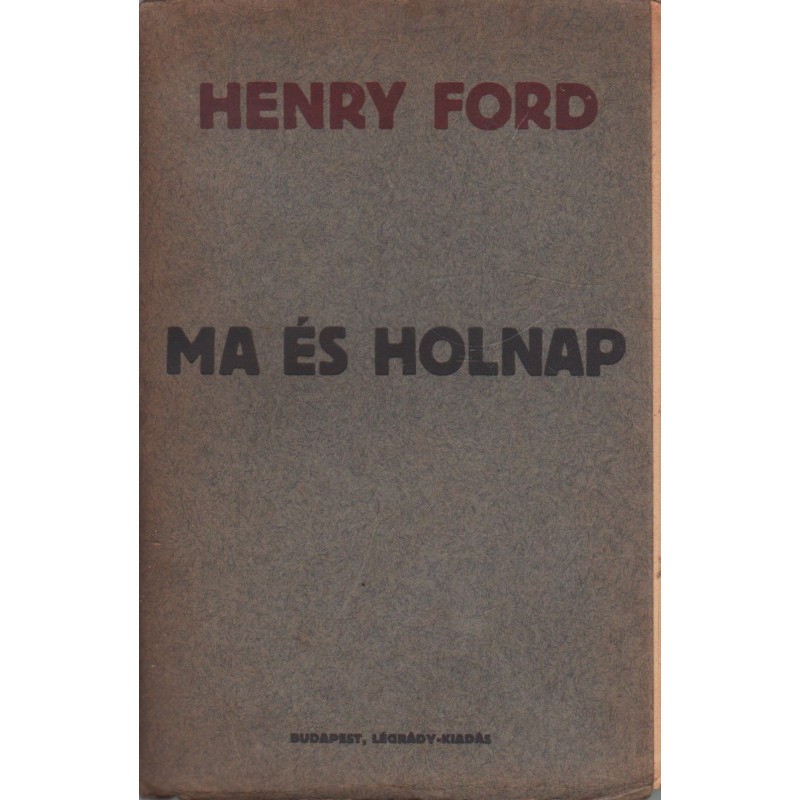 HENRY FORD
MA ÉS HOLNAP
BUDAPEST, LÉGRÁDY-KIADÁS